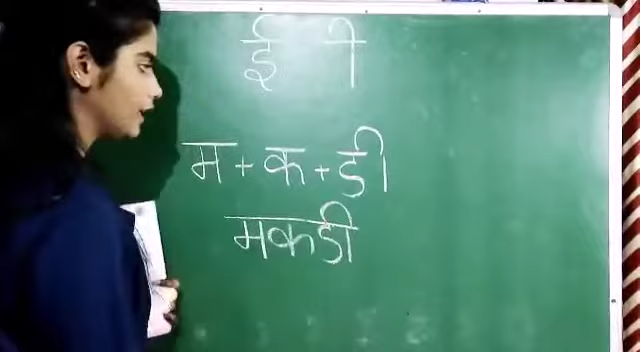 ई ी
म + क + डी
मकडी